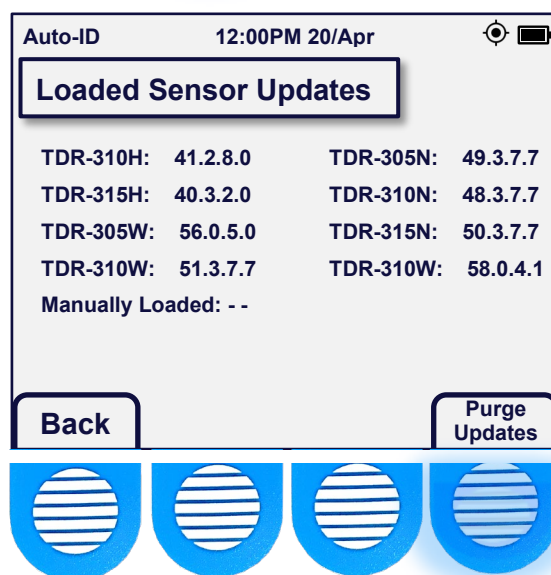 Auto-ID 12:00PM 20/Apr
Loaded Sensor Updates
TDR-310H: 41.2.8.0 TDR-305N: 49.3.7.7
TDR-315H: 40.3.2.0 TDR-310N: 48.3.7.7
TDR-305W: 56.0.5.0 TDR-315N: 50.3.7.7
TDR-310W: 51.3.7.7 TDR-310W: 58.0.4.1
Manually Loaded: - -
Back
Purge
Updates